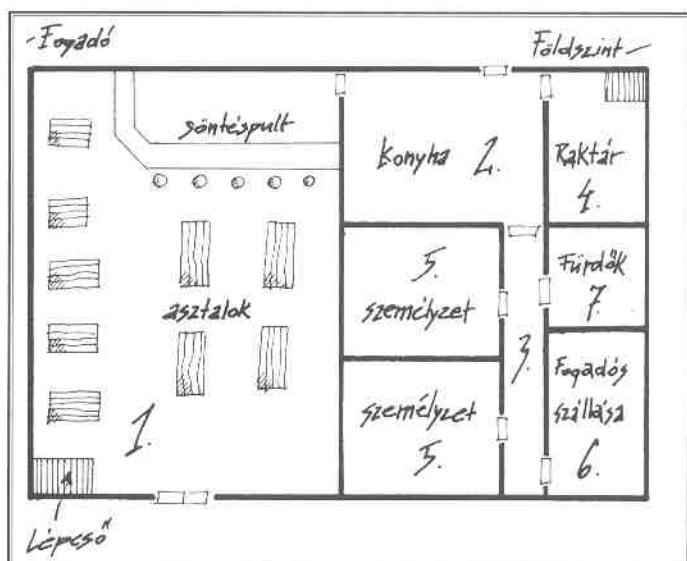 - Fogadó
Földszint -
söntéspult
Konyha 2.
Raktár
4.
5.
személyzet
Fürdők
7.
asztalok
3.
személyzet
5.
Fogadós
szállása
6.
1.
Lépcső